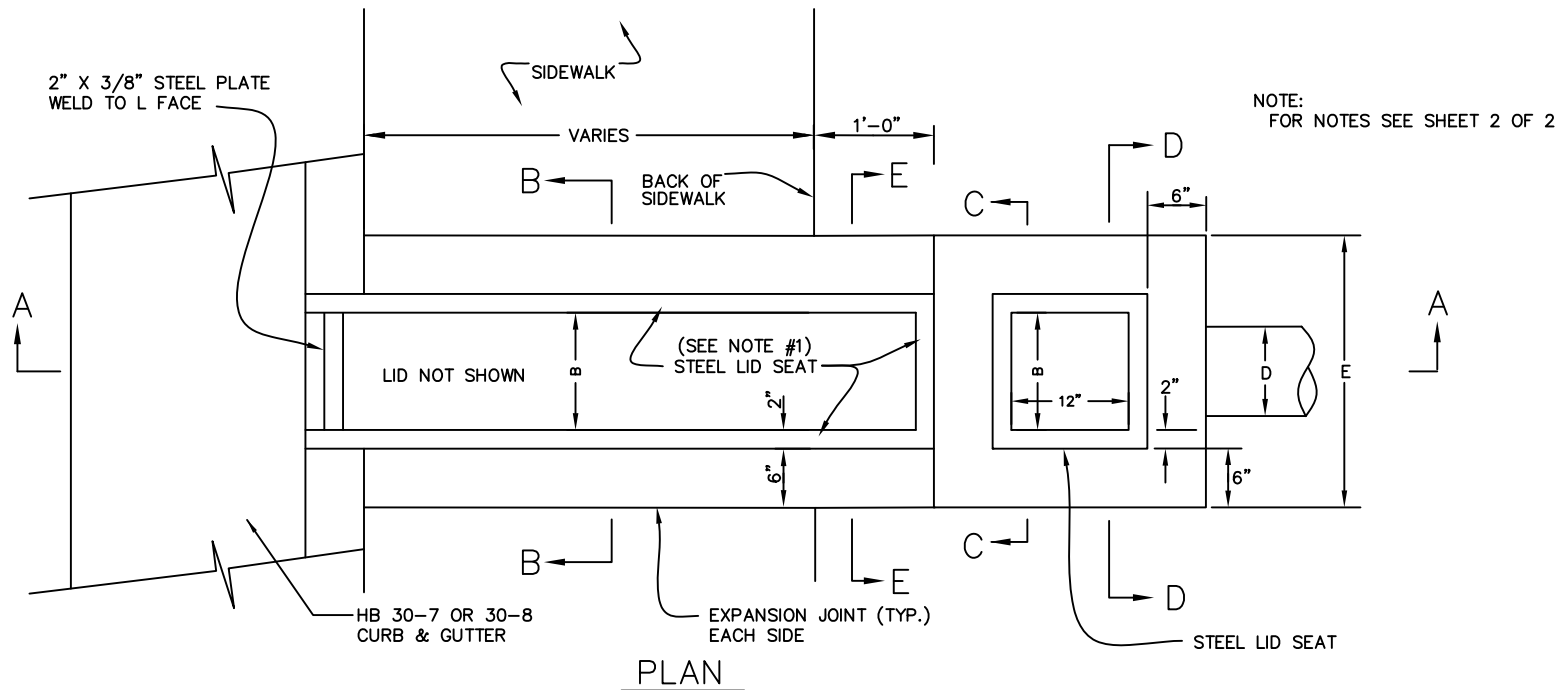 SIDEWALK
2" X 3/8" STEEL PLATE
WELD TO L FACE
NOTE:
FOR NOTES SEE SHEET 2 OF 2
VARIES
1'-0"
D
B
BACK OF
SIDEWALK
E
C
6"
A
A
(SEE NOTE #1)
STEEL LID SEAT
LID NOT SHOWN
B
B
12"
2"
2"
D
E
6"
6"
B
C
E
D
HB 30-7 OR 30-8
CURB & GUTTER
EXPANSION JOINT (TYP.)
EACH SIDE
STEEL LID SEAT
PLAN